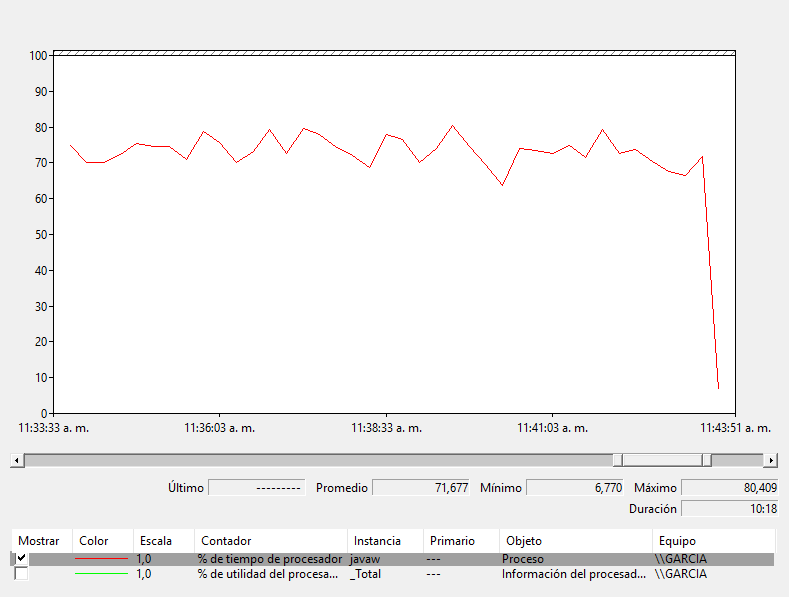 100
90
80
70
60
50
40
30
20
10
0
11:33:33 a. m. 11:36:03 a. m. 11:38:33 a. m. 11:41:03 a. m. 11:43:51 a. m.
Último --------- Promedio 71,677 Mínimo 6,770 Máximo 80,409
Duración 10:18
Mostrar Color Escala Contador Instancia Primario Objeto Equipo
1,0 % de tiempo de procesador javaw --- Proceso \\GARCIA
1,0 % de utilidad del procesa... _Total --- Información del procesad... \\GARCIA